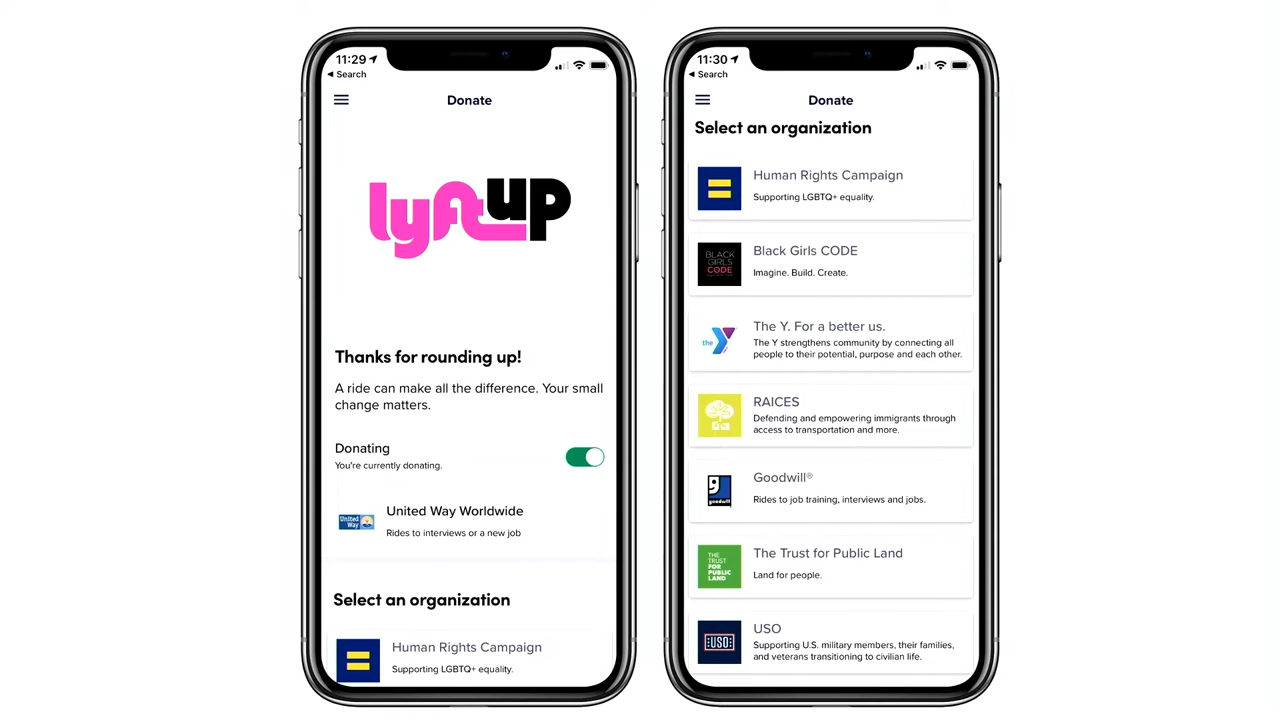 11:29
Search
Donate
lyft up
Thanks for rounding up!
A ride can make all the difference. Your small
change matters.
Donating
You're currently donating.
United Way
United Way Worldwide
Rides to interviews or a new job
Select an organization
Human Rights Campaign
Supporting LGBTQ+ equality.
11:30
Search
Donate
Select an organization
Human Rights Campaign
Supporting LGBTQ+ equality.
BLACK
GIRLS
CODE
Black Girls CODE
Imagine. Build. Create.
the Y
The Y. For a better us.
The Y strengthens community by connecting all
people to their potential, purpose and each other.
RAICES
Defending and empowering immigrants through
access to transportation and more.
goodwill
Goodwill®
Rides to job training, interviews and jobs.
THE
TRUST
FOR
PUBLIC
LAND
The Trust for Public Land
Land for people.
USO
USO
Supporting U.S. military members, their families,
and veterans transitioning to civilian life.